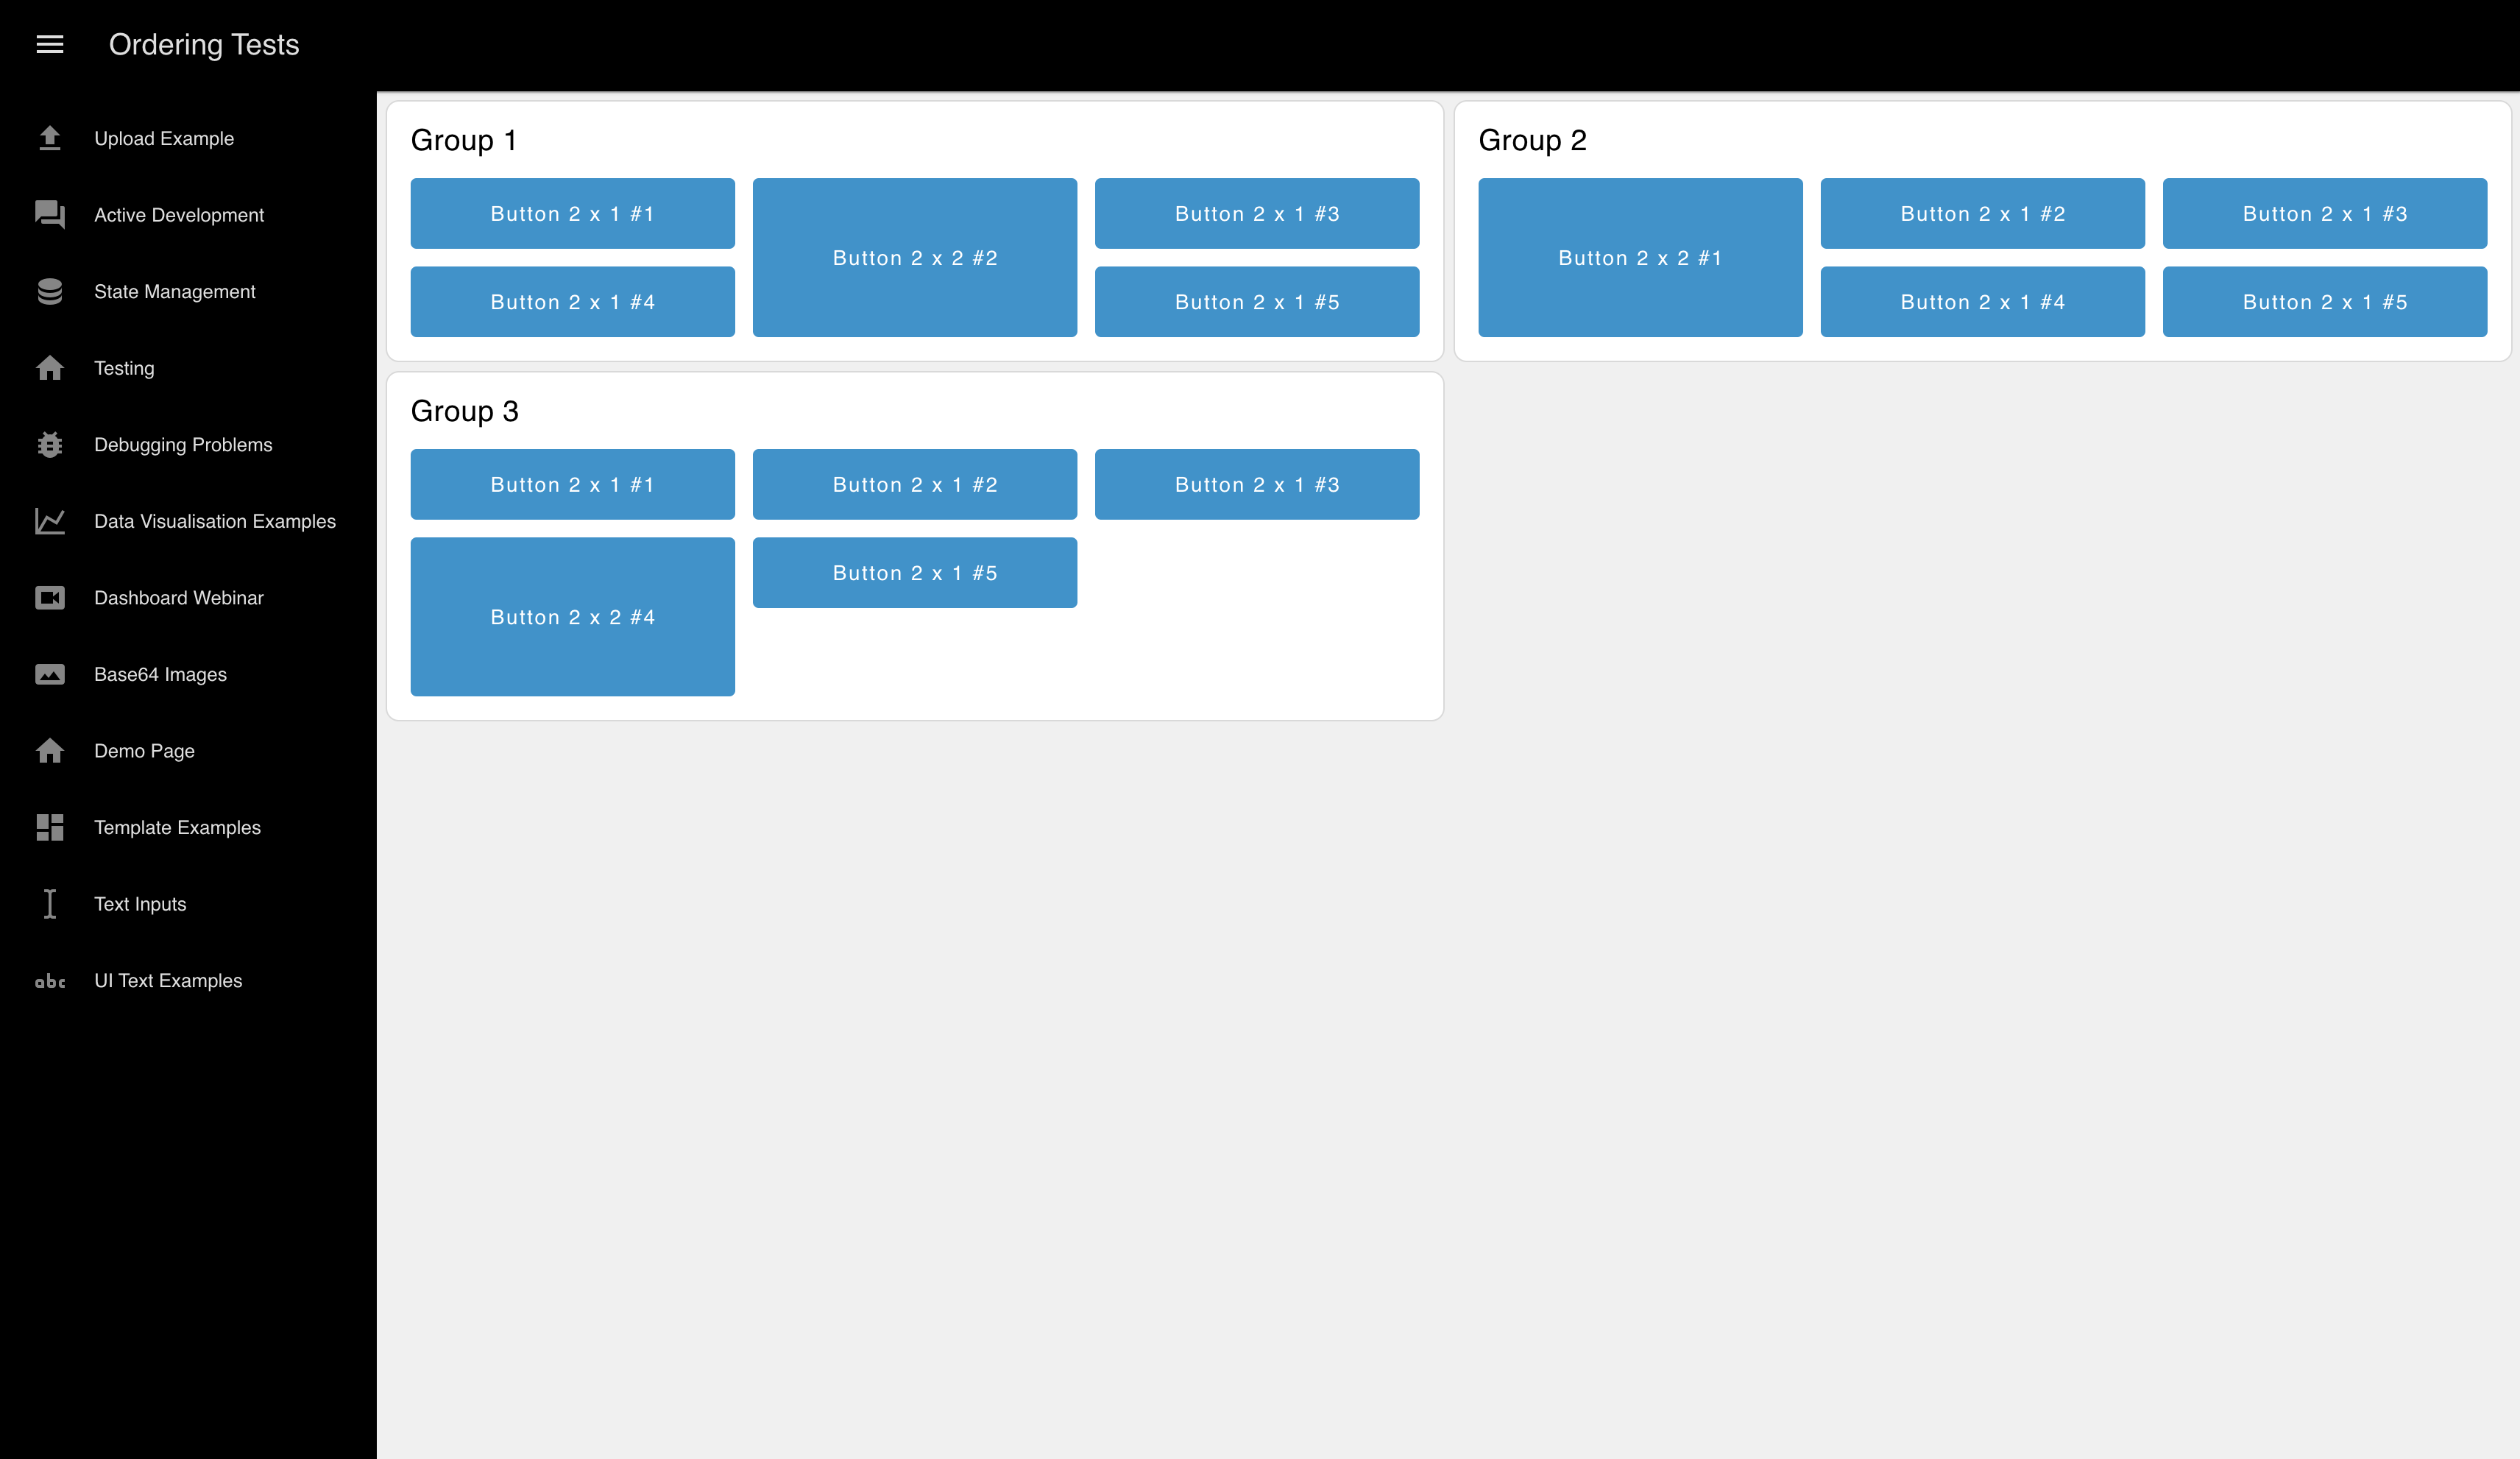 Ordering Tests
Upload Example
Active Development
State Management
Testing
Debugging Problems
Data Visualisation Examples
Dashboard Webinar
Base64 Images
Demo Page
Template Examples
Text Inputs
abc UI Text Examples
Group 1
Button 2 x 1 #1
Button 2 x 2 #2
Button 2 x 1 #3
Button 2 x 1 #4
Button 2 x 1 #5
Group 2
Button 2 x 2 #1
Button 2 x 1 #2
Button 2 x 1 #3
Button 2 x 1 #4
Button 2 x 1 #5
Group 3
Button 2 x 1 #1
Button 2 x 1 #2
Button 2 x 1 #3
Button 2 x 2 #4
Button 2 x 1 #5